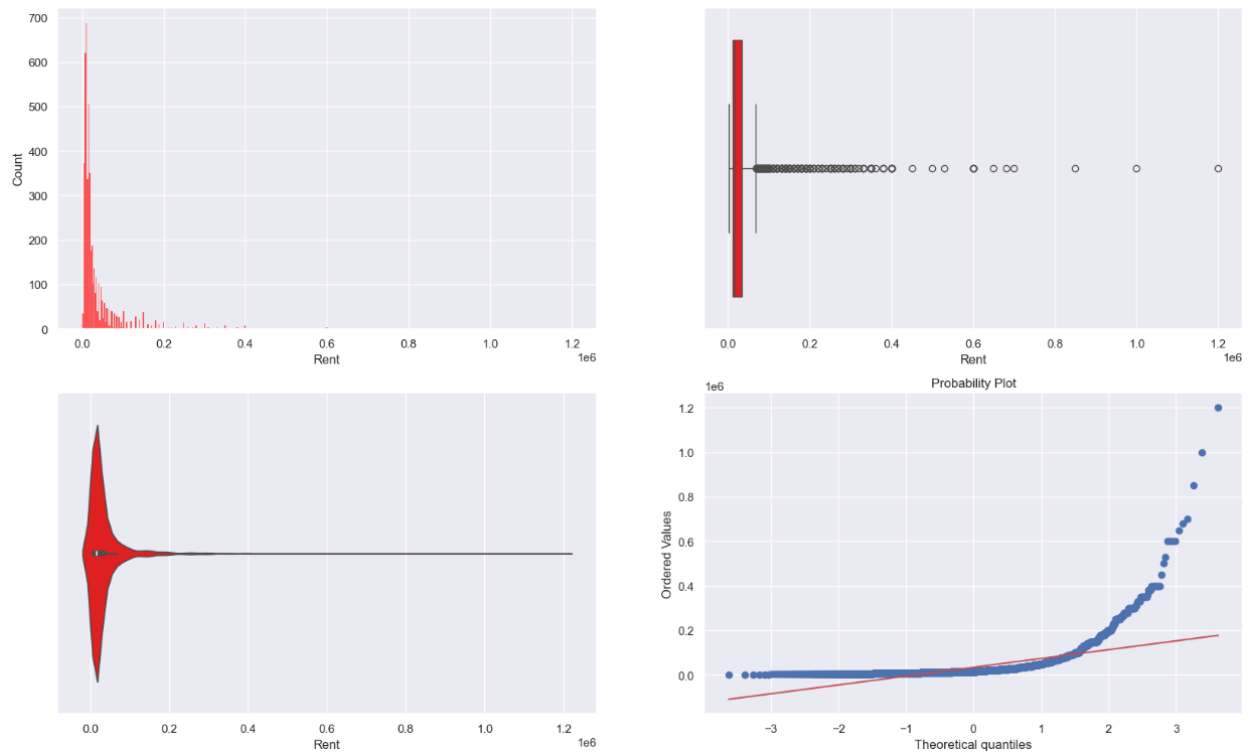 700
600
500
400
300
200
100
0
Count
0.0 0.2 0.4 0.6 0.8 1.0 1.2
1e6
Rent
0.0 0.2 0.4 0.6 0.8 1.0 1.2
1e6
Rent
0.0 0.2 0.4 0.6 0.8 1.0 1.2
1e6
Rent
Probability Plot
1e6
1.2
1.0
0.8
0.6
0.4
0.2
0.0
Ordered Values
−3 −2 −1 0 1 2 3
Theoretical quantiles